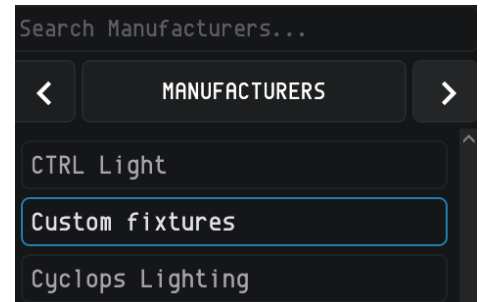 Search Manufacturers...
MANUFACTURERS
CTRL Light
Custom fixtures
Cyclops Lighting